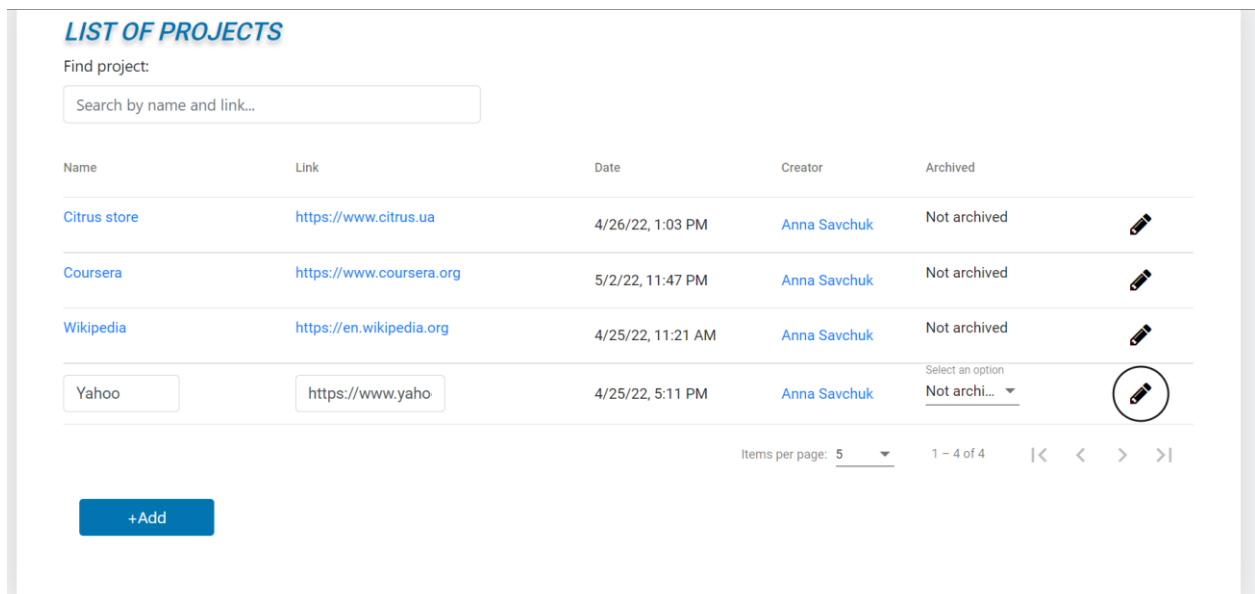 LIST OF PROJECTS
Find project:
Search by name and link...
Name Link Date Creator Archived
Citrus store https://www.citrus.ua 4/26/22, 1:03 PM Anna Savchuk Not archived
Coursera https://www.coursera.org 5/2/22, 11:47 PM Anna Savchuk Not archived
Wikipedia https://en.wikipedia.org 4/25/22, 11:21 AM Anna Savchuk Not archived
Select an option
Yahoo https://www.yaho 4/25/22, 5:11 PM Anna Savchuk Not archi...
Items per page: 5 1 – 4 of 4
+Add